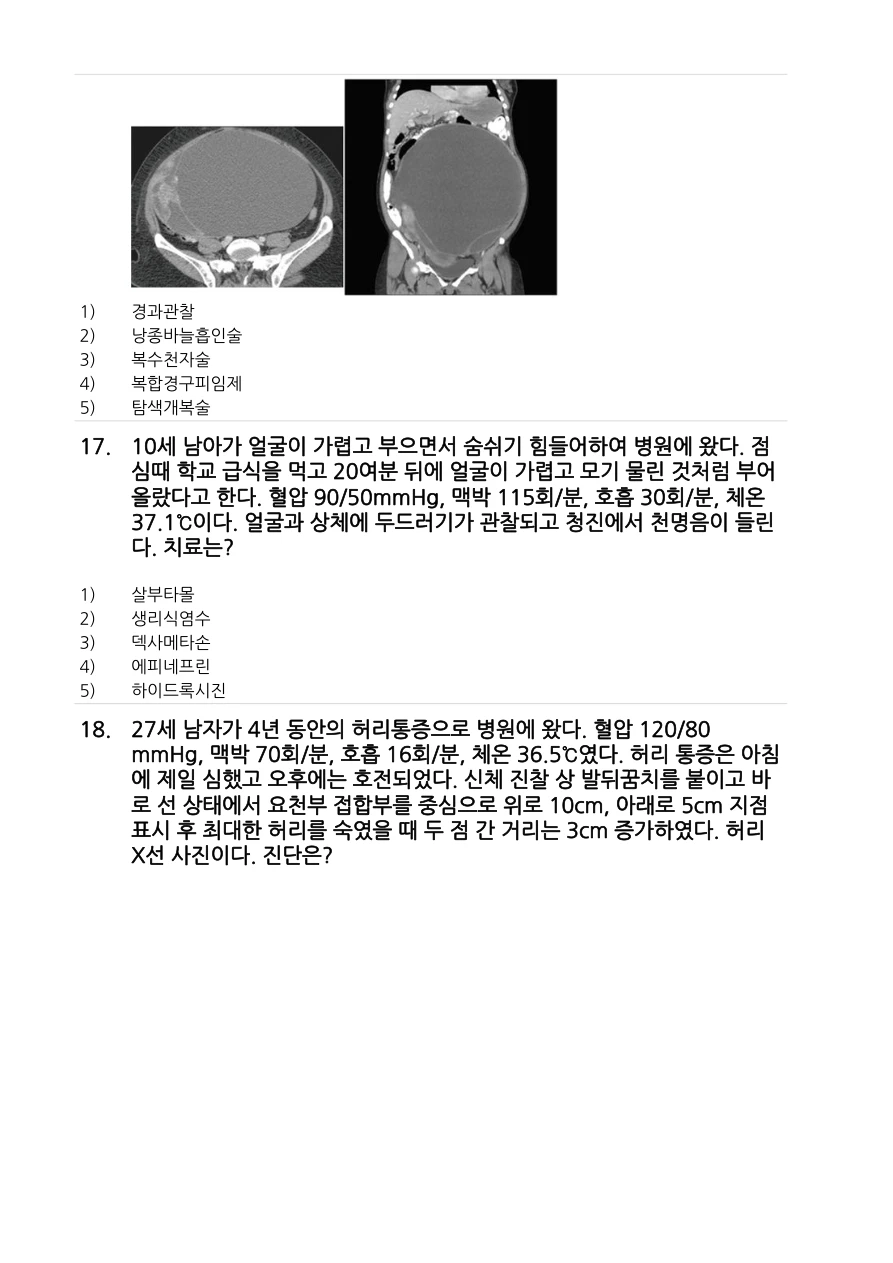 1) 경과관찰
2) 낭종바늘흡인술
3) 복수천자술
4) 복합경구피임제
5) 탐색개복술
17. 10세 남아가 얼굴이 가렵고 부으면서 숨쉬기 힘들어하여 병원에 왔다. 점
심때 학교 급식을 먹고 20여분 뒤에 얼굴이 가렵고 모기 물린 것처럼 부어
올랐다고 한다. 혈압 90/50mmHg, 맥박 115회/분, 호흡 30회/분, 체온
37.1℃이다. 얼굴과 상체에 두드러기가 관찰되고 청진에서 천명음이 들린
다. 치료는?
1) 살부타몰
2) 생리식염수
3) 덱사메타손
4) 에피네프린
5) 하이드록시진
18. 27세 남자가 4년 동안의 허리통증으로 병원에 왔다. 혈압 120/80
mmHg, 맥박 70회/분, 호흡 16회/분, 체온 36.5℃였다. 허리 통증은 아침
에 제일 심했고 오후에는 호전되었다. 신체 진찰 상 발뒤꿈치를 붙이고 바
로 선 상태에서 요천부 접합부를 중심으로 위로 10cm, 아래로 5cm 지점
표시 후 최대한 허리를 숙였을 때 두 점 간 거리는 3cm 증가하였다. 허리
X선 사진이다. 진단은?